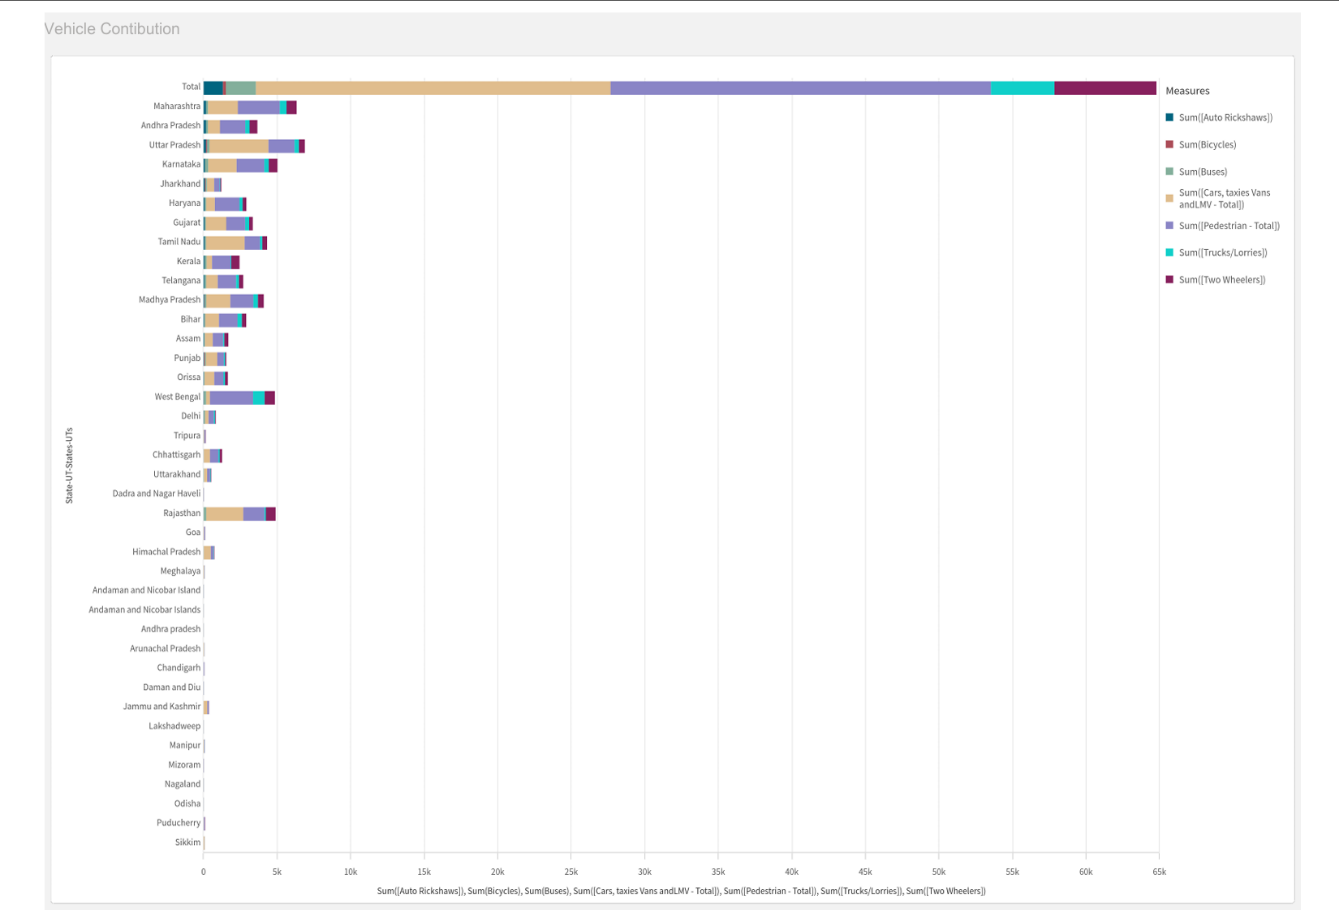 Vehicle Contibution
Total
Maharashtra
Andhra Pradesh
Uttar Pradesh
Karnataka
Jharkhand
Haryana
Gujarat
Tamil Nadu
Kerala
Telangana
Madhya Pradesh
Bihar
Assam
Punjab
Orissa
West Bengal
Delhi
Tripura
Chhattisgarh
Uttarakhand
Dadra and Nagar Haveli
Rajasthan
Goa
Himachal Pradesh
Meghalaya
Andaman and Nicobar Island
Andaman and Nicobar Islands
Andhra pradesh
Arunachal Pradesh
Chandigarh
Daman and Diu
Jammu and Kashmir
Lakshadweep
Manipur
Mizoram
Nagaland
Odisha
Puducherry
Sikkim
State-UT-States-UTs
0 5k 10k 15k 20k 25k 30k 35k 40k 45k 50k 55k 60k 65k
Sum([Auto Rickshaws]), Sum(Bicycles), Sum(Buses), Sum([Cars, taxies Vans andLMV - Total]), Sum([Pedestrian - Total]), Sum([Trucks/Lorries]), Sum([Two Wheelers])
Measures
Sum([Auto Rickshaws])
Sum(Bicycles)
Sum(Buses)
Sum([Cars, taxies Vans
andLMV - Total])
Sum([Pedestrian - Total])
Sum([Trucks/Lorries])
Sum([Two Wheelers])